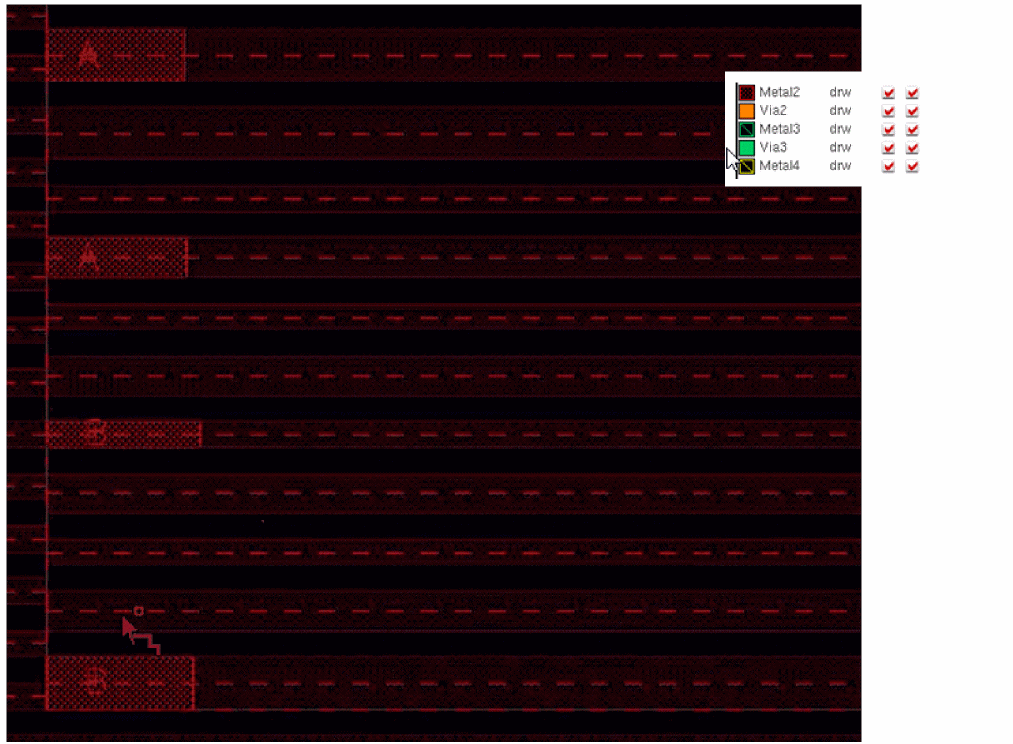 A
Metal2 drw
Via2 drw
Metal3 drw
Via3 drw
Metal4 drw
A
B
B